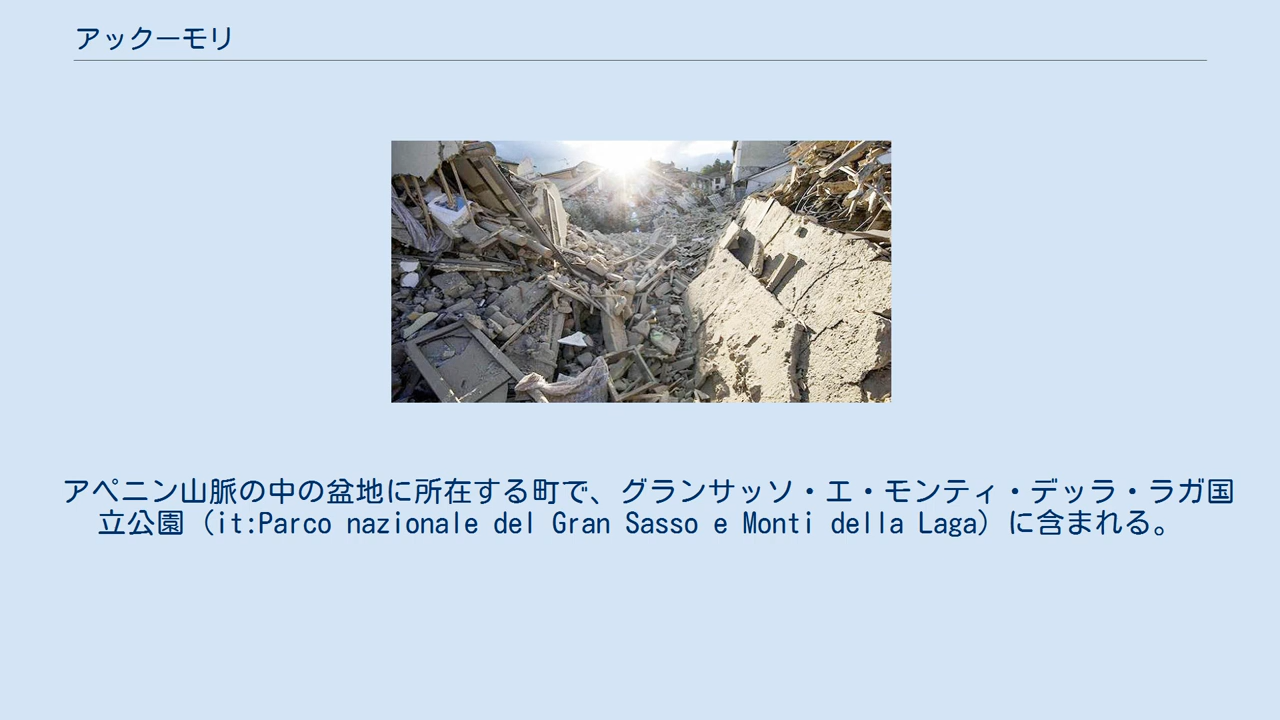 アックーモリ
アペニン山脈の中の盆地に所在する町で、グランサッソ・エ・モンティ・デッラ・ラガ国
立公園（it:Parco nazionale del Gran Sasso e Monti della Laga）に含まれる。